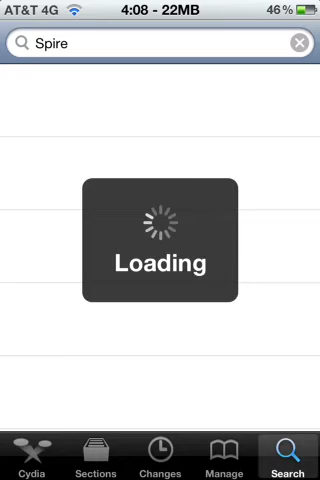 AT&T 4G 4:08 - 22MB 46%
Spire
Loading
Cydia Sections Changes Manage Search